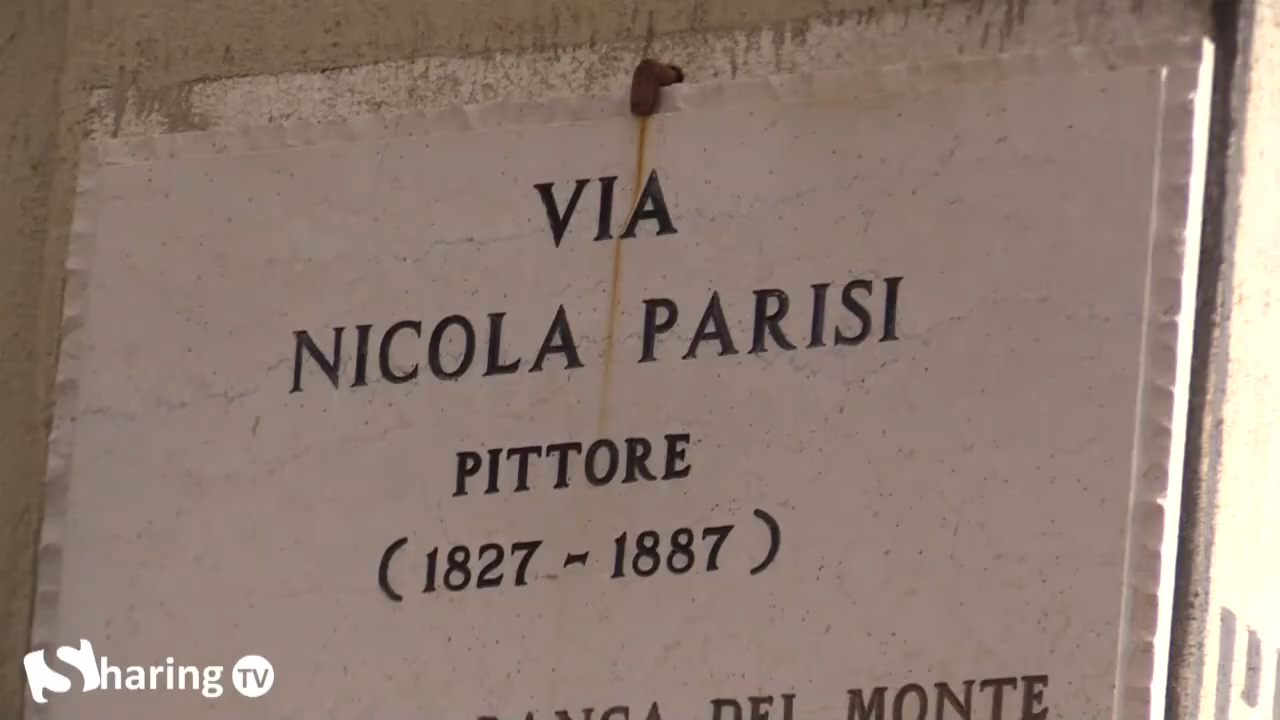 VIA
NICOLA PARISI
PITTORE
(1827 - 1887)
DEL MONTE
Sharing TV